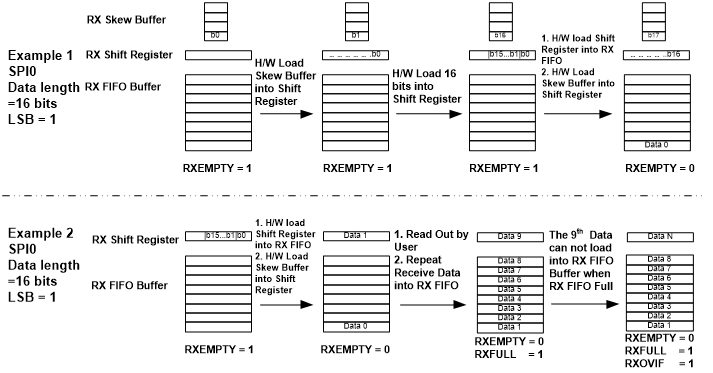 RX Skew Buffer
b0
b1
b16
b17
Example 1
SPI0
Data length
=16 bits
LSB = 1
RX Shift Register
RX FIFO Buffer
H/W Load
Skew Buffer
into Shift
Register
_ _ _ _ _ _.b0
H/W Load 16
bits into
Shift Register
|b15...b1|b0
1. H/W load Shift
Register into RX
FIFO
2. H/W Load
Skew Buffer into
Shift Register
_ _ _ _ _ ..b16
Data 0
RXEMPTY = 1
RXEMPTY = 1
RXEMPTY = 1
RXEMPTY = 0
Example 2
SPI0
Data length
=16 bits
LSB = 1
RX Shift Register
RX FIFO Buffer
|b15...b1|b0
1. H/W load
Shift Register
into RX FIFO
2. H/W Load
Skew Buffer
into Shift
Register
Data 1
Data 0
1. Read Out by
User
2. Repeat
Receive Data
into RX FIFO
Data 9
Data 8
Data 7
Data 6
Data 5
Data 4
Data 3
Data 2
Data 1
The 9th Data
can not load
into RX FIFO
Buffer when
RX FIFO Full
Data N
Data 8
Data 7
Data 6
Data 5
Data 4
Data 3
Data 2
Data 1
RXEMPTY = 1
RXEMPTY = 0
RXEMPTY = 0
RXFULL = 1
RXEMPTY = 0
RXFULL = 1
RXOVIF = 1